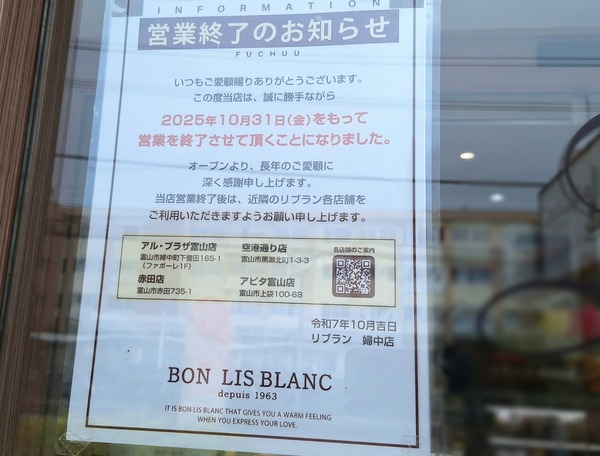 INFORMATION
営業終了のお知らせ
FUCHUU
いつもご愛顧賜りありがとうございます。
この度当店は、誠に勝手ながら
2025年10月31日(金)をもって
営業を終了させて頂くことになりました。
オープンより、長年のご愛顧に
深く感謝申し上げます。
当店営業終了後は、近隣のリブラン各店舗を
ご利用いただきますようお願い申し上げます。
アル・プラザ富山店
富山市婦中町下轡田165-1
(ファボーレ1F)
空港通り店
富山市黒瀬北町1-3-3
各店舗のご案内
赤田店
富山市赤田735-1
アピタ富山店
富山市上袋100-68
令和7年10月吉日
リブラン 婦中店
BON LIS BLANC
depuis 1963
IT IS BON LIS BLANC THAT GIVES YOU A WARM FEELING
WHEN YOU EXPRESS YOUR LOVE.